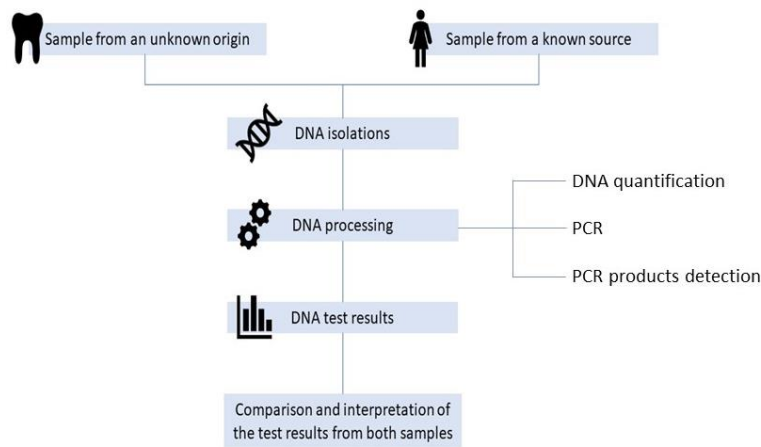 Sample from an unknown origin
Sample from a known source
DNA isolations
DNA processing
DNA quantification
PCR
PCR products detection
DNA test results
Comparison and interpretation of
the test results from both samples